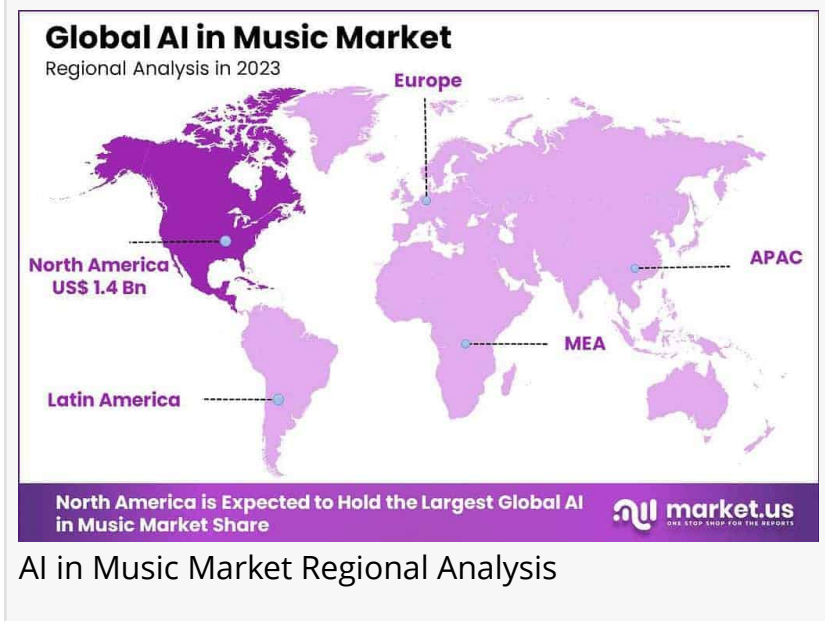 Global AI in Music Market
Regional Analysis in 2023
Europe
North America
US$ 1.4 Bn
APAC
MEA
Latin America
North America is Expected to Hold the Largest Global AI
in Music Market Share
market.us
ONE STOP SHOP FOR THE REPORTS
AI in Music Market Regional Analysis